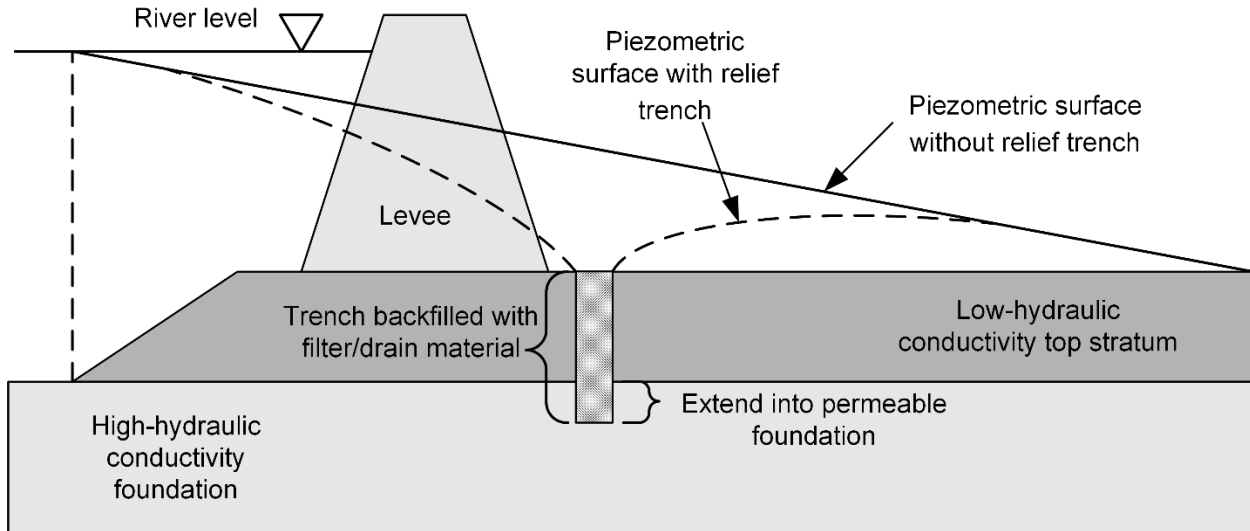 River level
Piezometric
surface with relief
trench
Piezometric surface
without relief trench
Levee
Trench backfilled with
filter/drain material
Low-hydraulic
conductivity top stratum
Extend into permeable
foundation
High-hydraulic
conductivity
foundation